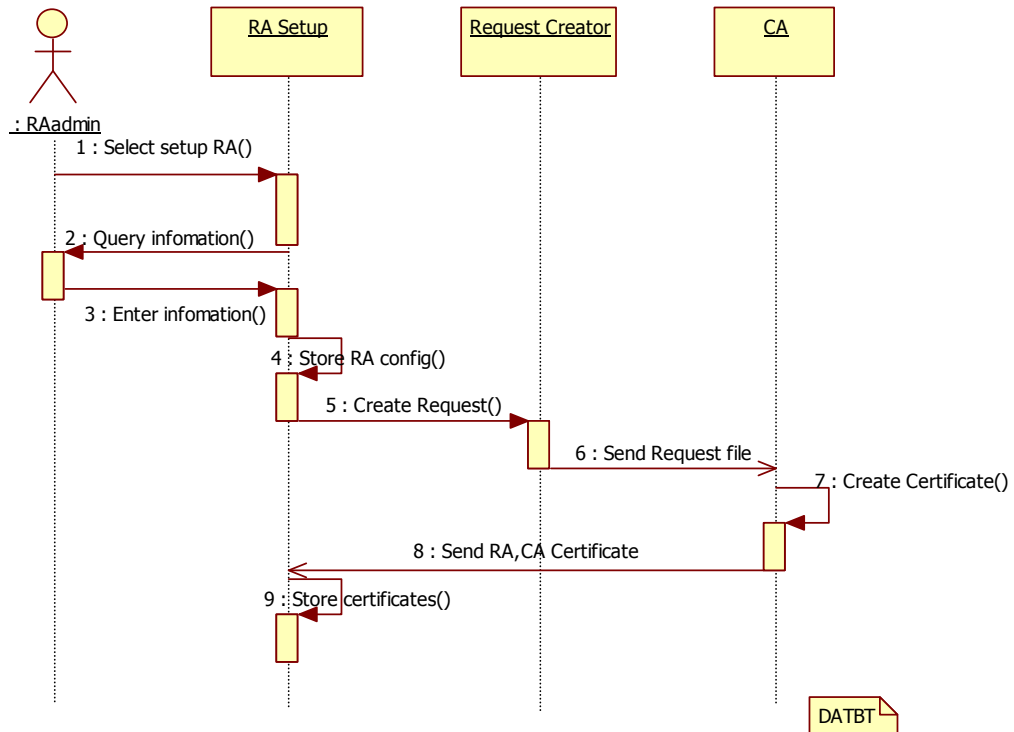 RA Setup
Request Creator
CA
: RAadmin
1 : Select setup RA()
2 : Query infomation()
3 : Enter infomation()
4 : Store RA config()
5 : Create Request()
6 : Send Request file
7 : Create Certificate()
8 : Send RA,CA Certificate
9 : Store certificates()
DATBT